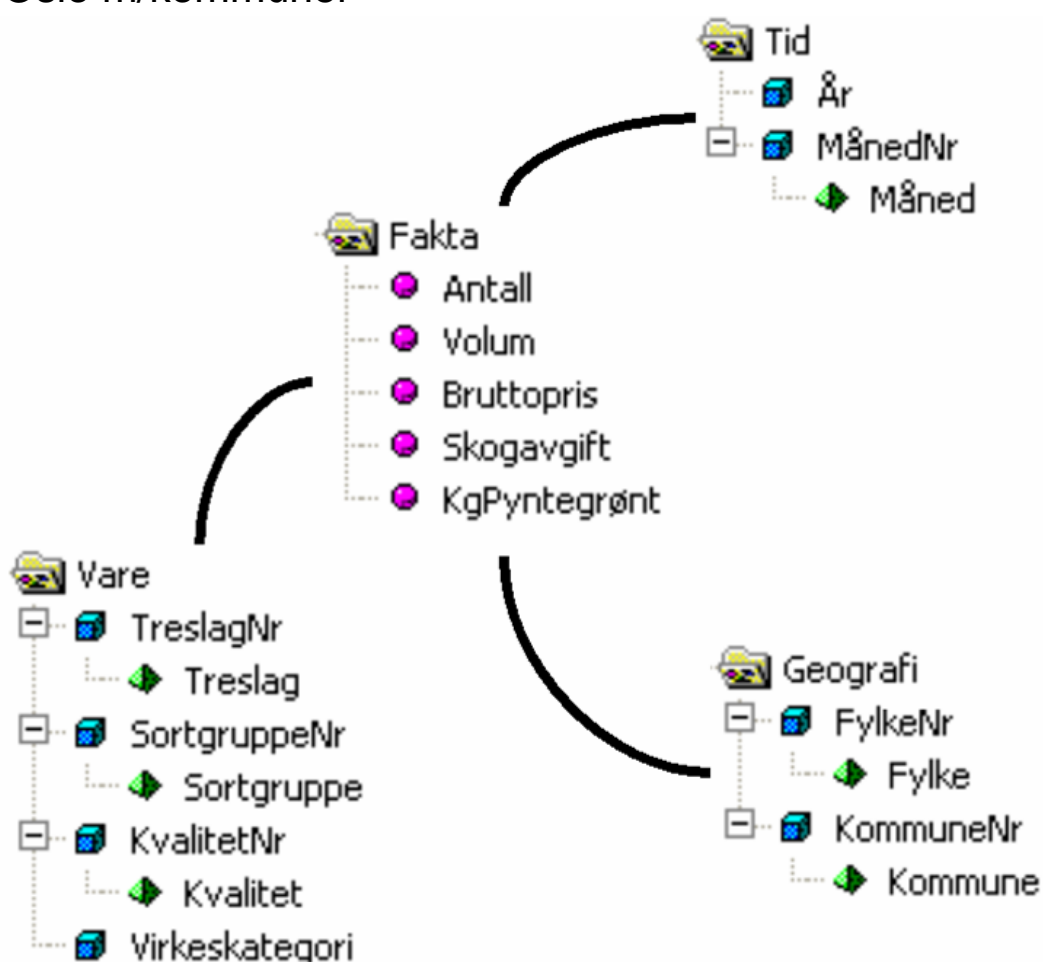 Tid
År
MånedNr
Måned
Fakta
Antall
Volum
Bruttopris
Skogavgift
KgPyntegrønt
Vare
TreslagNr
Treslag
SortgruppeNr
Sortgruppe
KvalitetNr
Kvalitet
Virkeskategori
Geografi
FylkeNr
Fylke
KommuneNr
Kommune